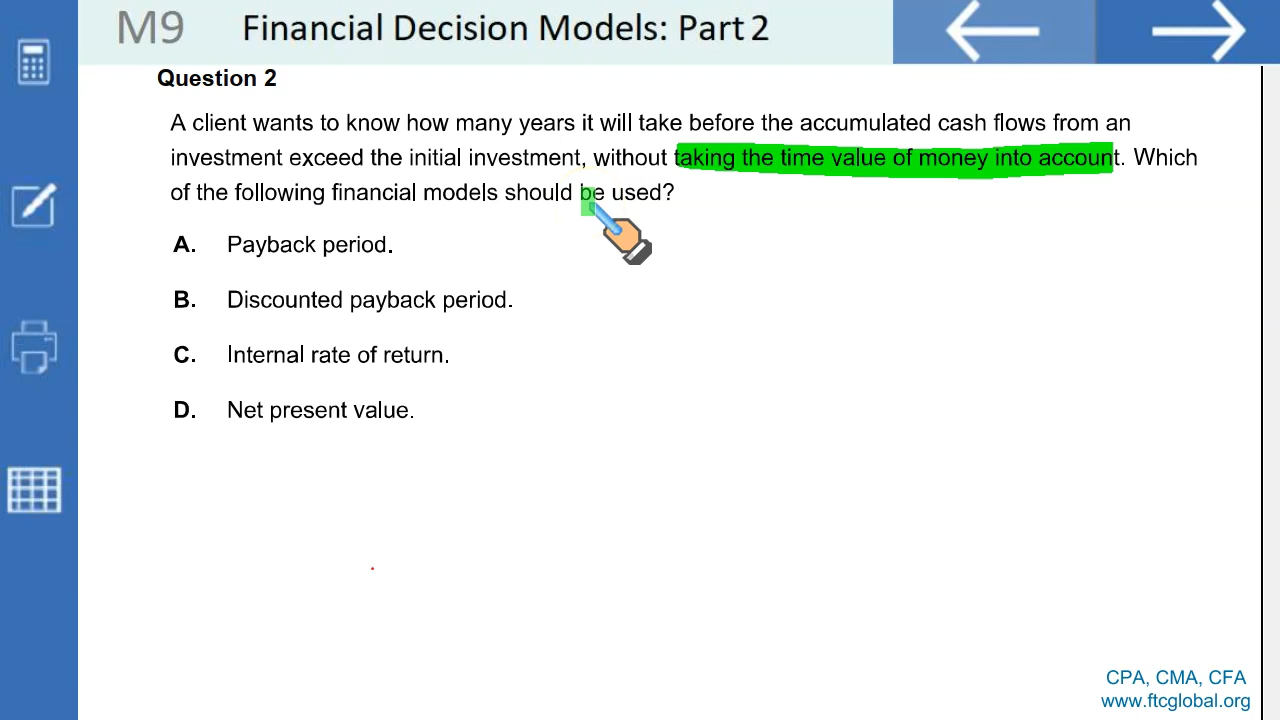 M9 Financial Decision Models: Part 2
Question 2
A client wants to know how many years it will take before the accumulated cash flows from an
investment exceed the initial investment, without taking the time value of money into account. Which
of the following financial models should be used?
A. Payback period.
B. Discounted payback period.
C. Internal rate of return.
D. Net present value.
CPA, CMA, CFA
www.ftcglobal.org